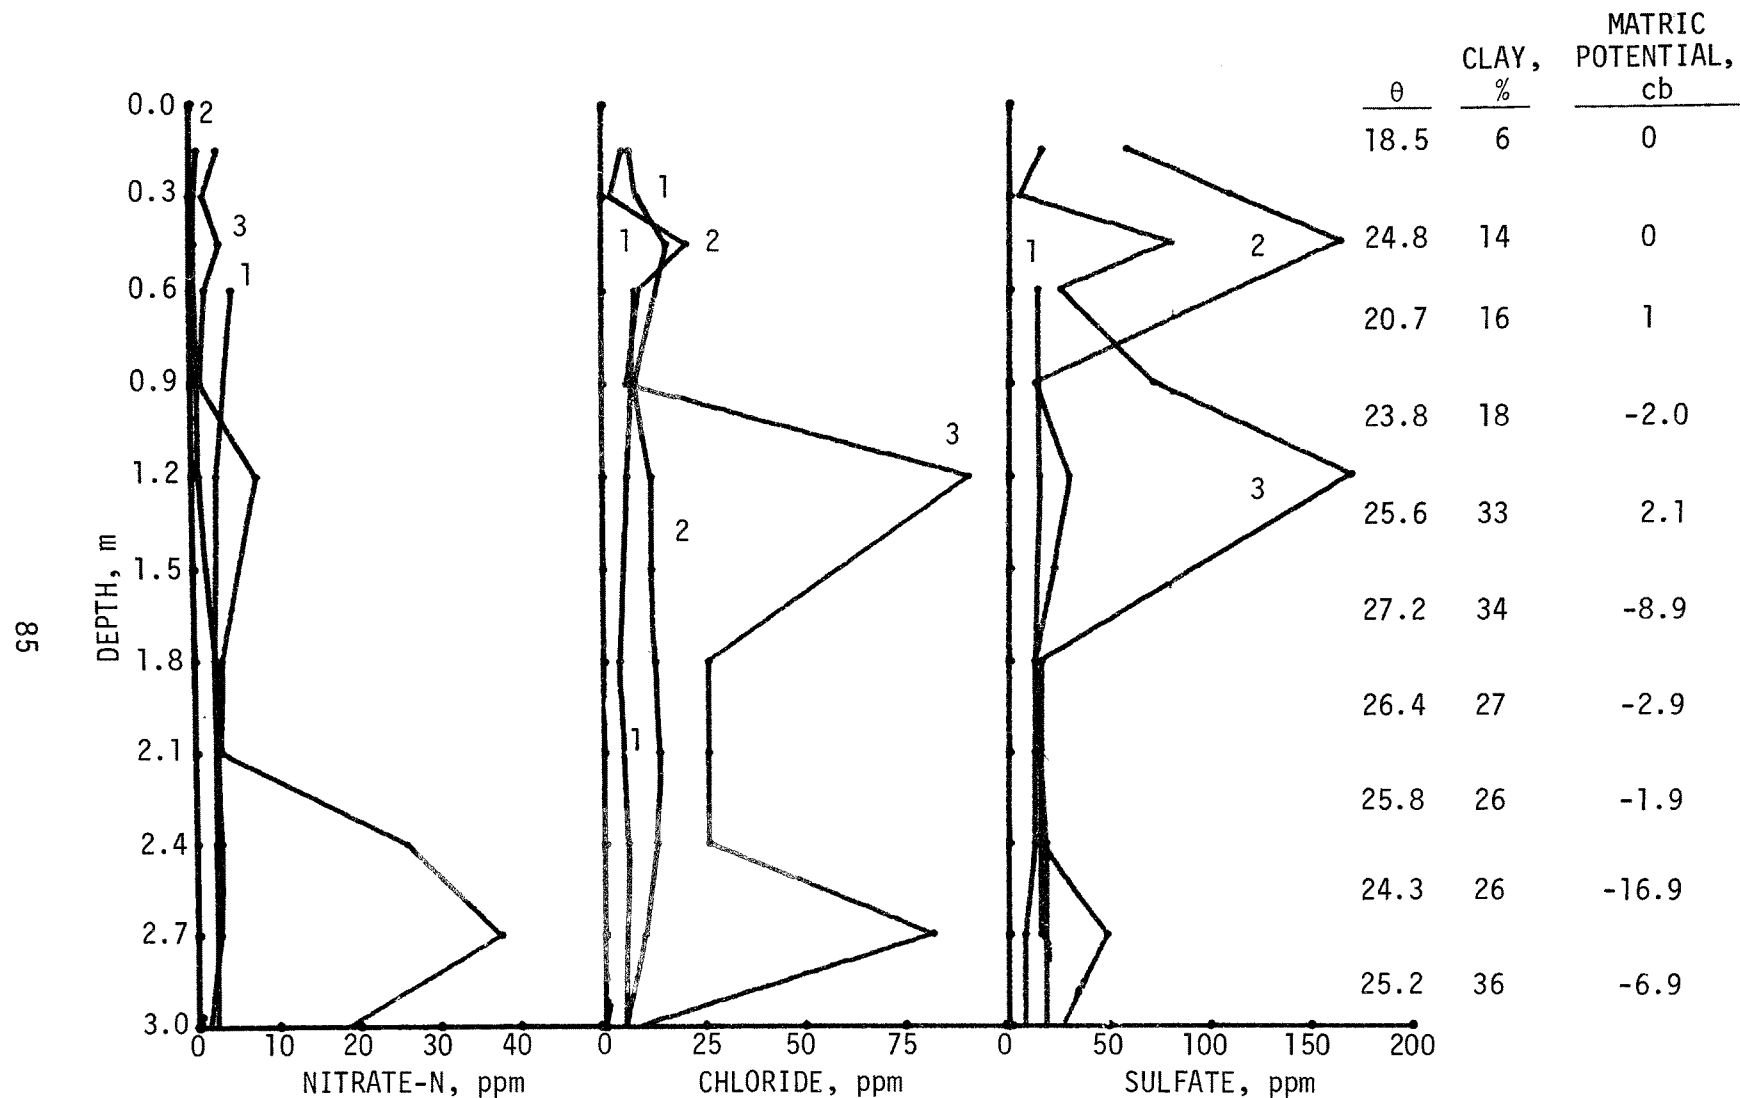 MATRIC
CLAY, POTENTIAL,
θ % cb
0.0 2
18.5 6 0
0.3 1
3 1 2 1 2 24.8 14 0
1
0.6
20.7 16 1
0.9
23.8 18 -2.0
3
1.2
2 3 25.6 33 2.1
1.5
DEPTH, m
27.2 34 -8.9
85
1.8
26.4 27 -2.9
1
2.1
25.8 26 -1.9
2.4
24.3 26 -16.9
2.7
25.2 36 -6.9
3.0
0 10 20 30 40 0 25 50 75 0 50 100 150 200
NITRATE-N, ppm CHLORIDE, ppm SULFATE, ppm